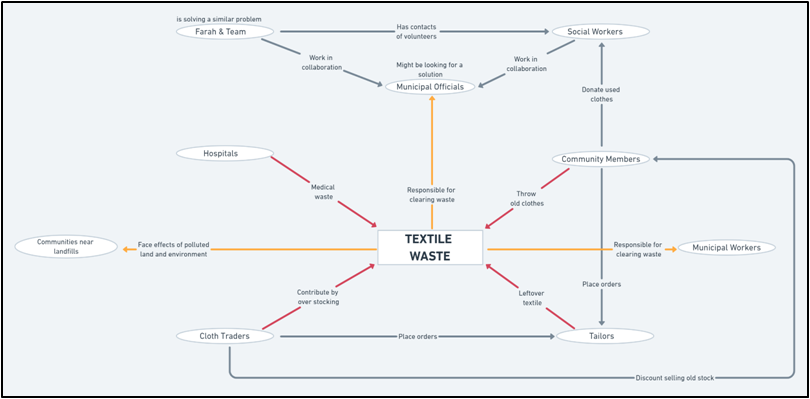 is solving a similar problem
Farah & Team
Has contacts
of volunteers
Social Workers
Work in
collaboration
Might be looking for a
solution
Municipal Officials
Work in
collaboration
Donate used
clothes
Hospitals
Community Members
Medical
waste
Responsible for
clearing waste
Throw
old clothes
Communities near
landfills
Face effects of polluted
land and environment
TEXTILE
WASTE
Responsible for
clearing waste
Municipal Workers
Contribute by
over stocking
Leftover
textile
Place orders
Cloth Traders
Place orders
Tailors
Discount selling old stock